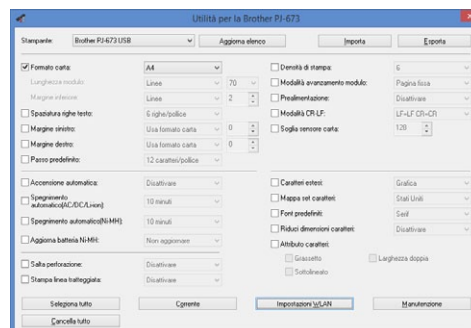 Utilità per la Brother PJ-673
Stampante: Brother PJ-673 USB Aggiorna elenco Importa Esporta
Formato carta: A4
Lunghezza modulo: Linee 70
Margine inferiore: Linee 2
Spaziatura righe testo: 6 righe/pollice
Margine sinistro: Usa formato carta 0
Margine destro: Usa formato carta 0
Passo predefinito: 12 caratteri/pollice
Densità di stampa: 6
Modalità avanzamento modulo: Pagina fissa
Prealimentazione: Disattivare
Modalità CR-LF: LF=LF CR=CR
Soglia sensore carta: 128
Accensione automatica: Disattivare
Spegnimento automatico(AC/DC/Li-ion): 10 minuti
Spegnimento automatico(Ni-MH): 10 minuti
Aggiorna batteria Ni-MH: Non aggiornare
Caratteri estesi: Grafica
Mappa set caratteri: Stati Uniti
Font predefiniti: Serif
Riduci dimensioni caratteri: Disattivare
Attributo caratteri:
Grassetto Larghezza doppia
Sottolineato
Salta perforazione: Disattivare
Stampa linea tratteggiata: Disattivare
Seleziona tutto Corrente Impostazioni WLAN Manutenzione
Cancella tutto